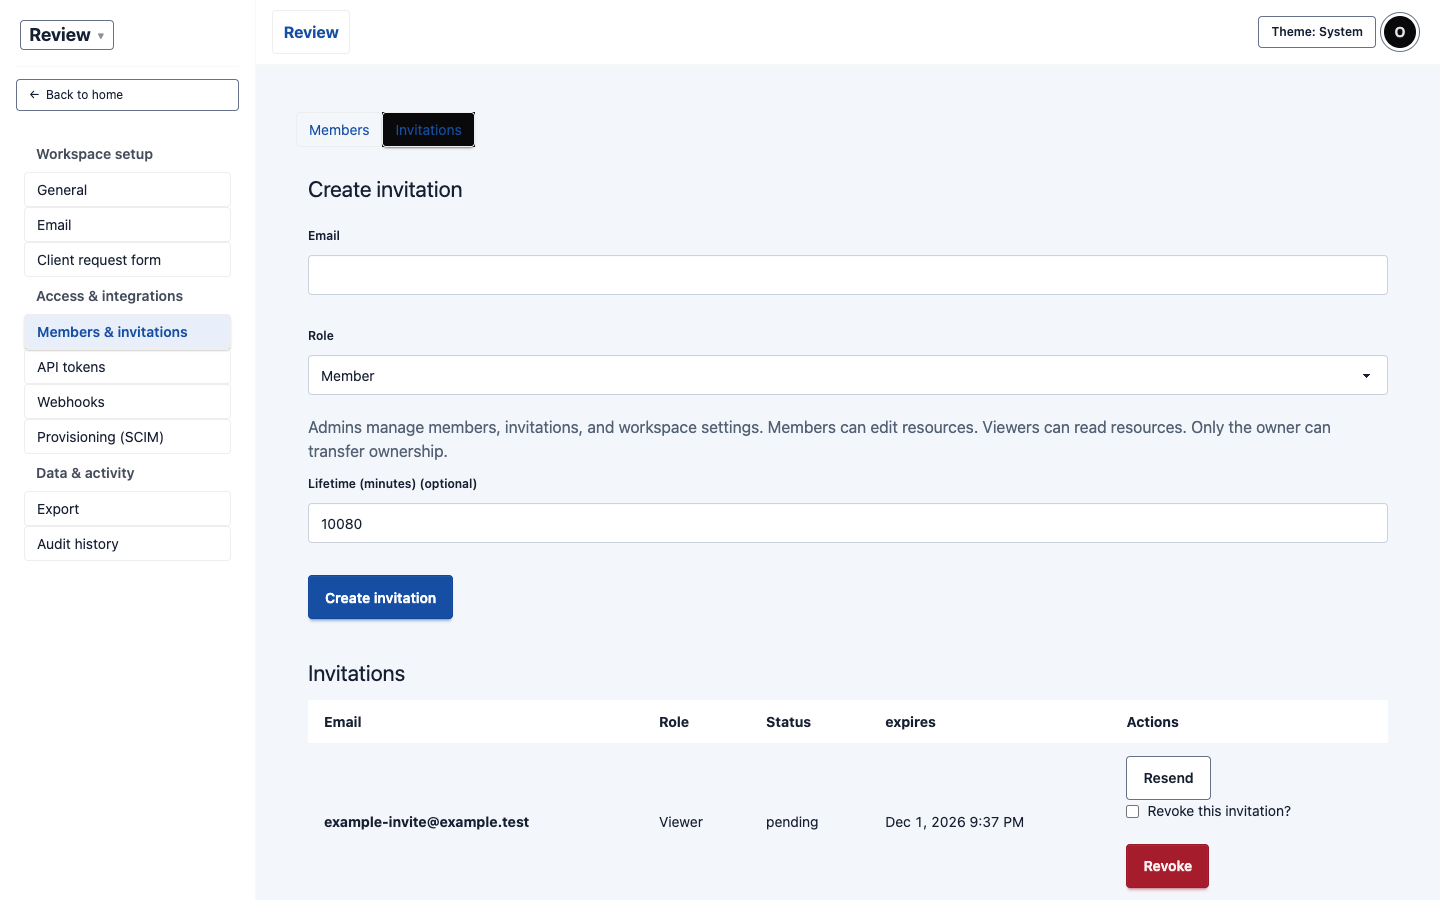 Review ▾
← Back to home
Workspace setup
General
Email
Client request form
Access & integrations
Members & invitations
API tokens
Webhooks
Provisioning (SCIM)
Data & activity
Export
Audit history
Review
Theme: System
O
Members
Invitations
Create invitation
Email
Role
Member
Admins manage members, invitations, and workspace settings. Members can edit resources. Viewers can read resources. Only the owner can
transfer ownership.
Lifetime (minutes) (optional)
10080
Create invitation
Invitations
Email Role Status expires Actions
example-invite@example.test Viewer pending Dec 1, 2026 9:37 PM
Resend
Revoke this invitation?
Revoke